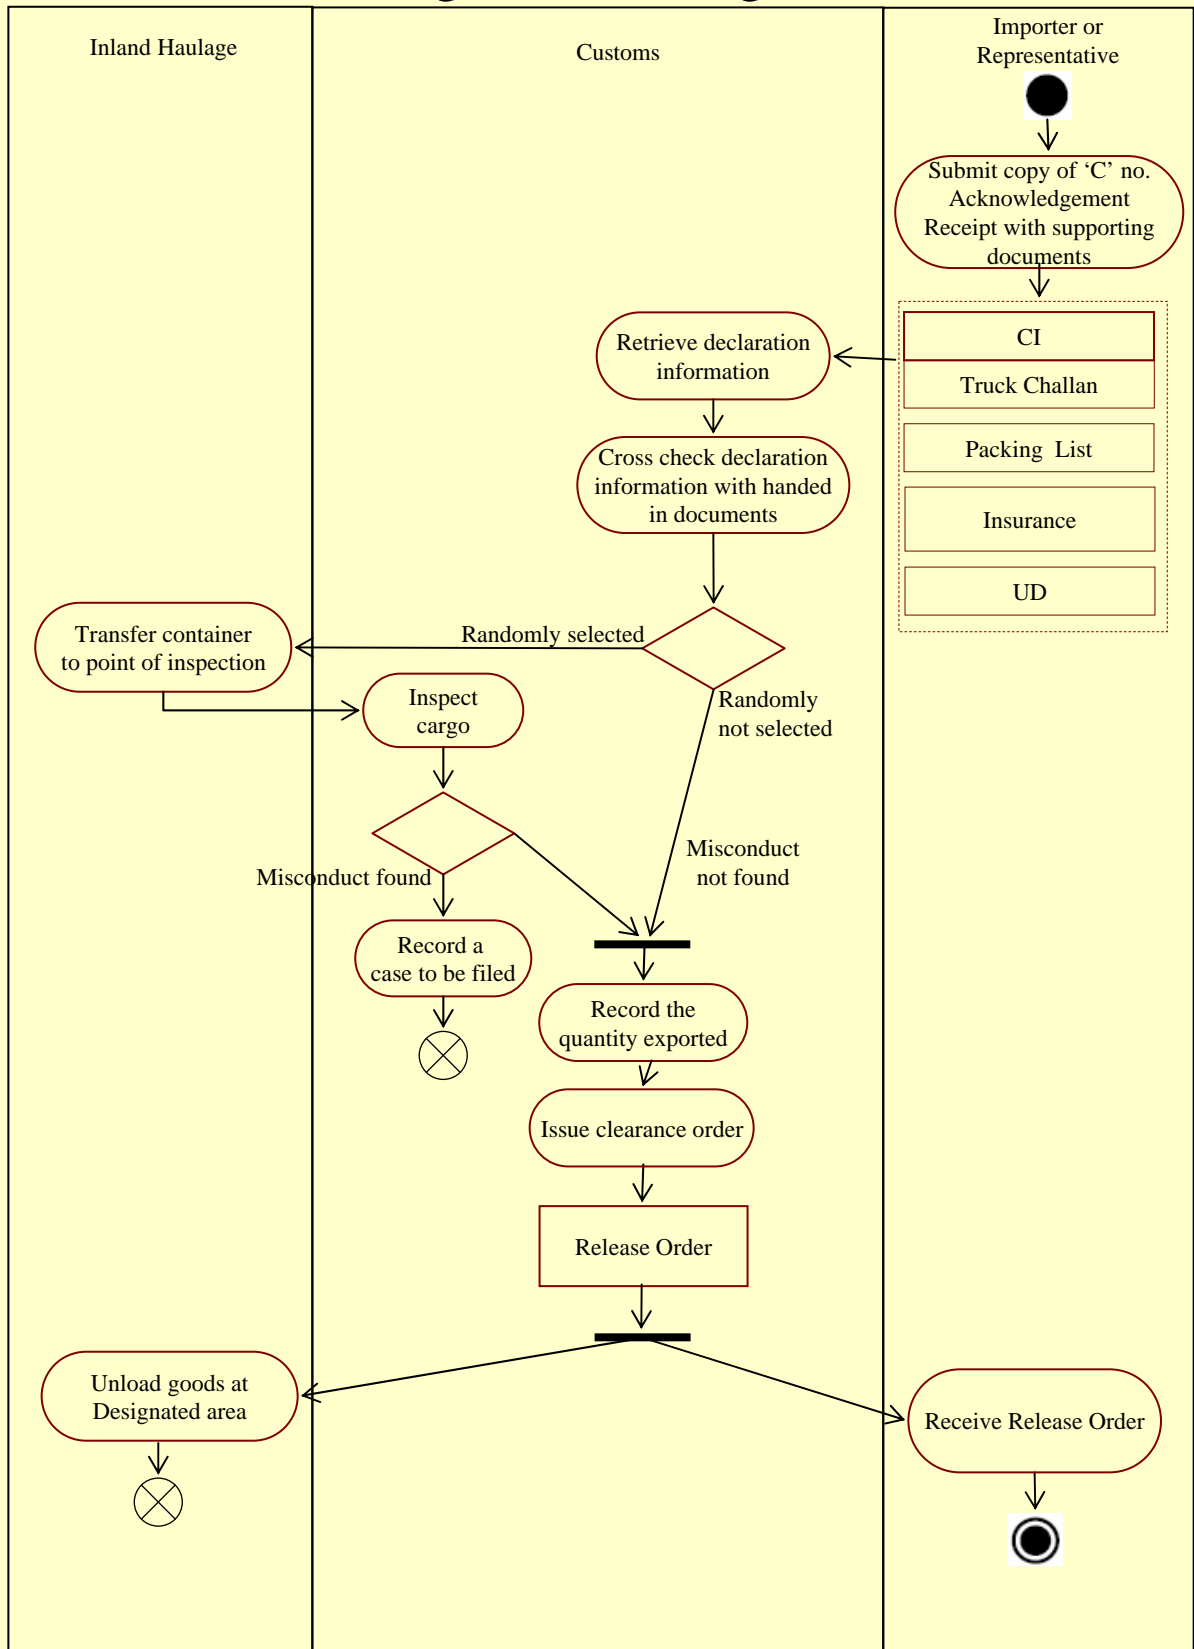 Inland Haulage
Customs
Importer or
Representative
Submit copy of ‘C’ no.
Acknowledgement
Receipt with supporting
documents
CI
Truck Challan
Packing List
Insurance
UD
Retrieve declaration
information
Cross check declaration
information with handed
in documents
Randomly selected
Transfer container
to point of inspection
Randomly
not selected
Inspect
cargo
Misconduct
not found
Misconduct found
Record a
case to be filed
Record the
quantity exported
Issue clearance order
Release Order
Unload goods at
Designated area
Receive Release Order